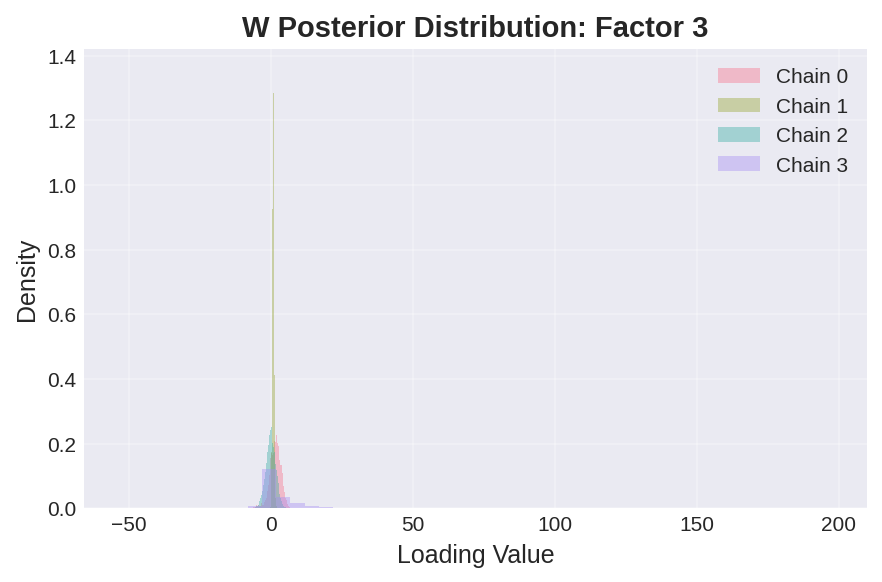 W Posterior Distribution: Factor 3
1.4
1.2
1.0
0.8
0.6
0.4
0.2
0.0
Density
Chain 0
Chain 1
Chain 2
Chain 3
−50
0
50
100
150
200
Loading Value